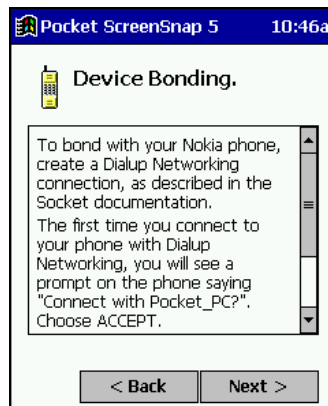 Pocket ScreenSnap 5 10:46a
Device Bonding.
To bond with your Nokia phone,
create a Dialup Networking
connection, as described in the
Socket documentation.
The first time you connect to
your phone with Dialup
Networking, you will see a
prompt on the phone saying
"Connect with Pocket_PC?".
Choose ACCEPT.
< Back Next >